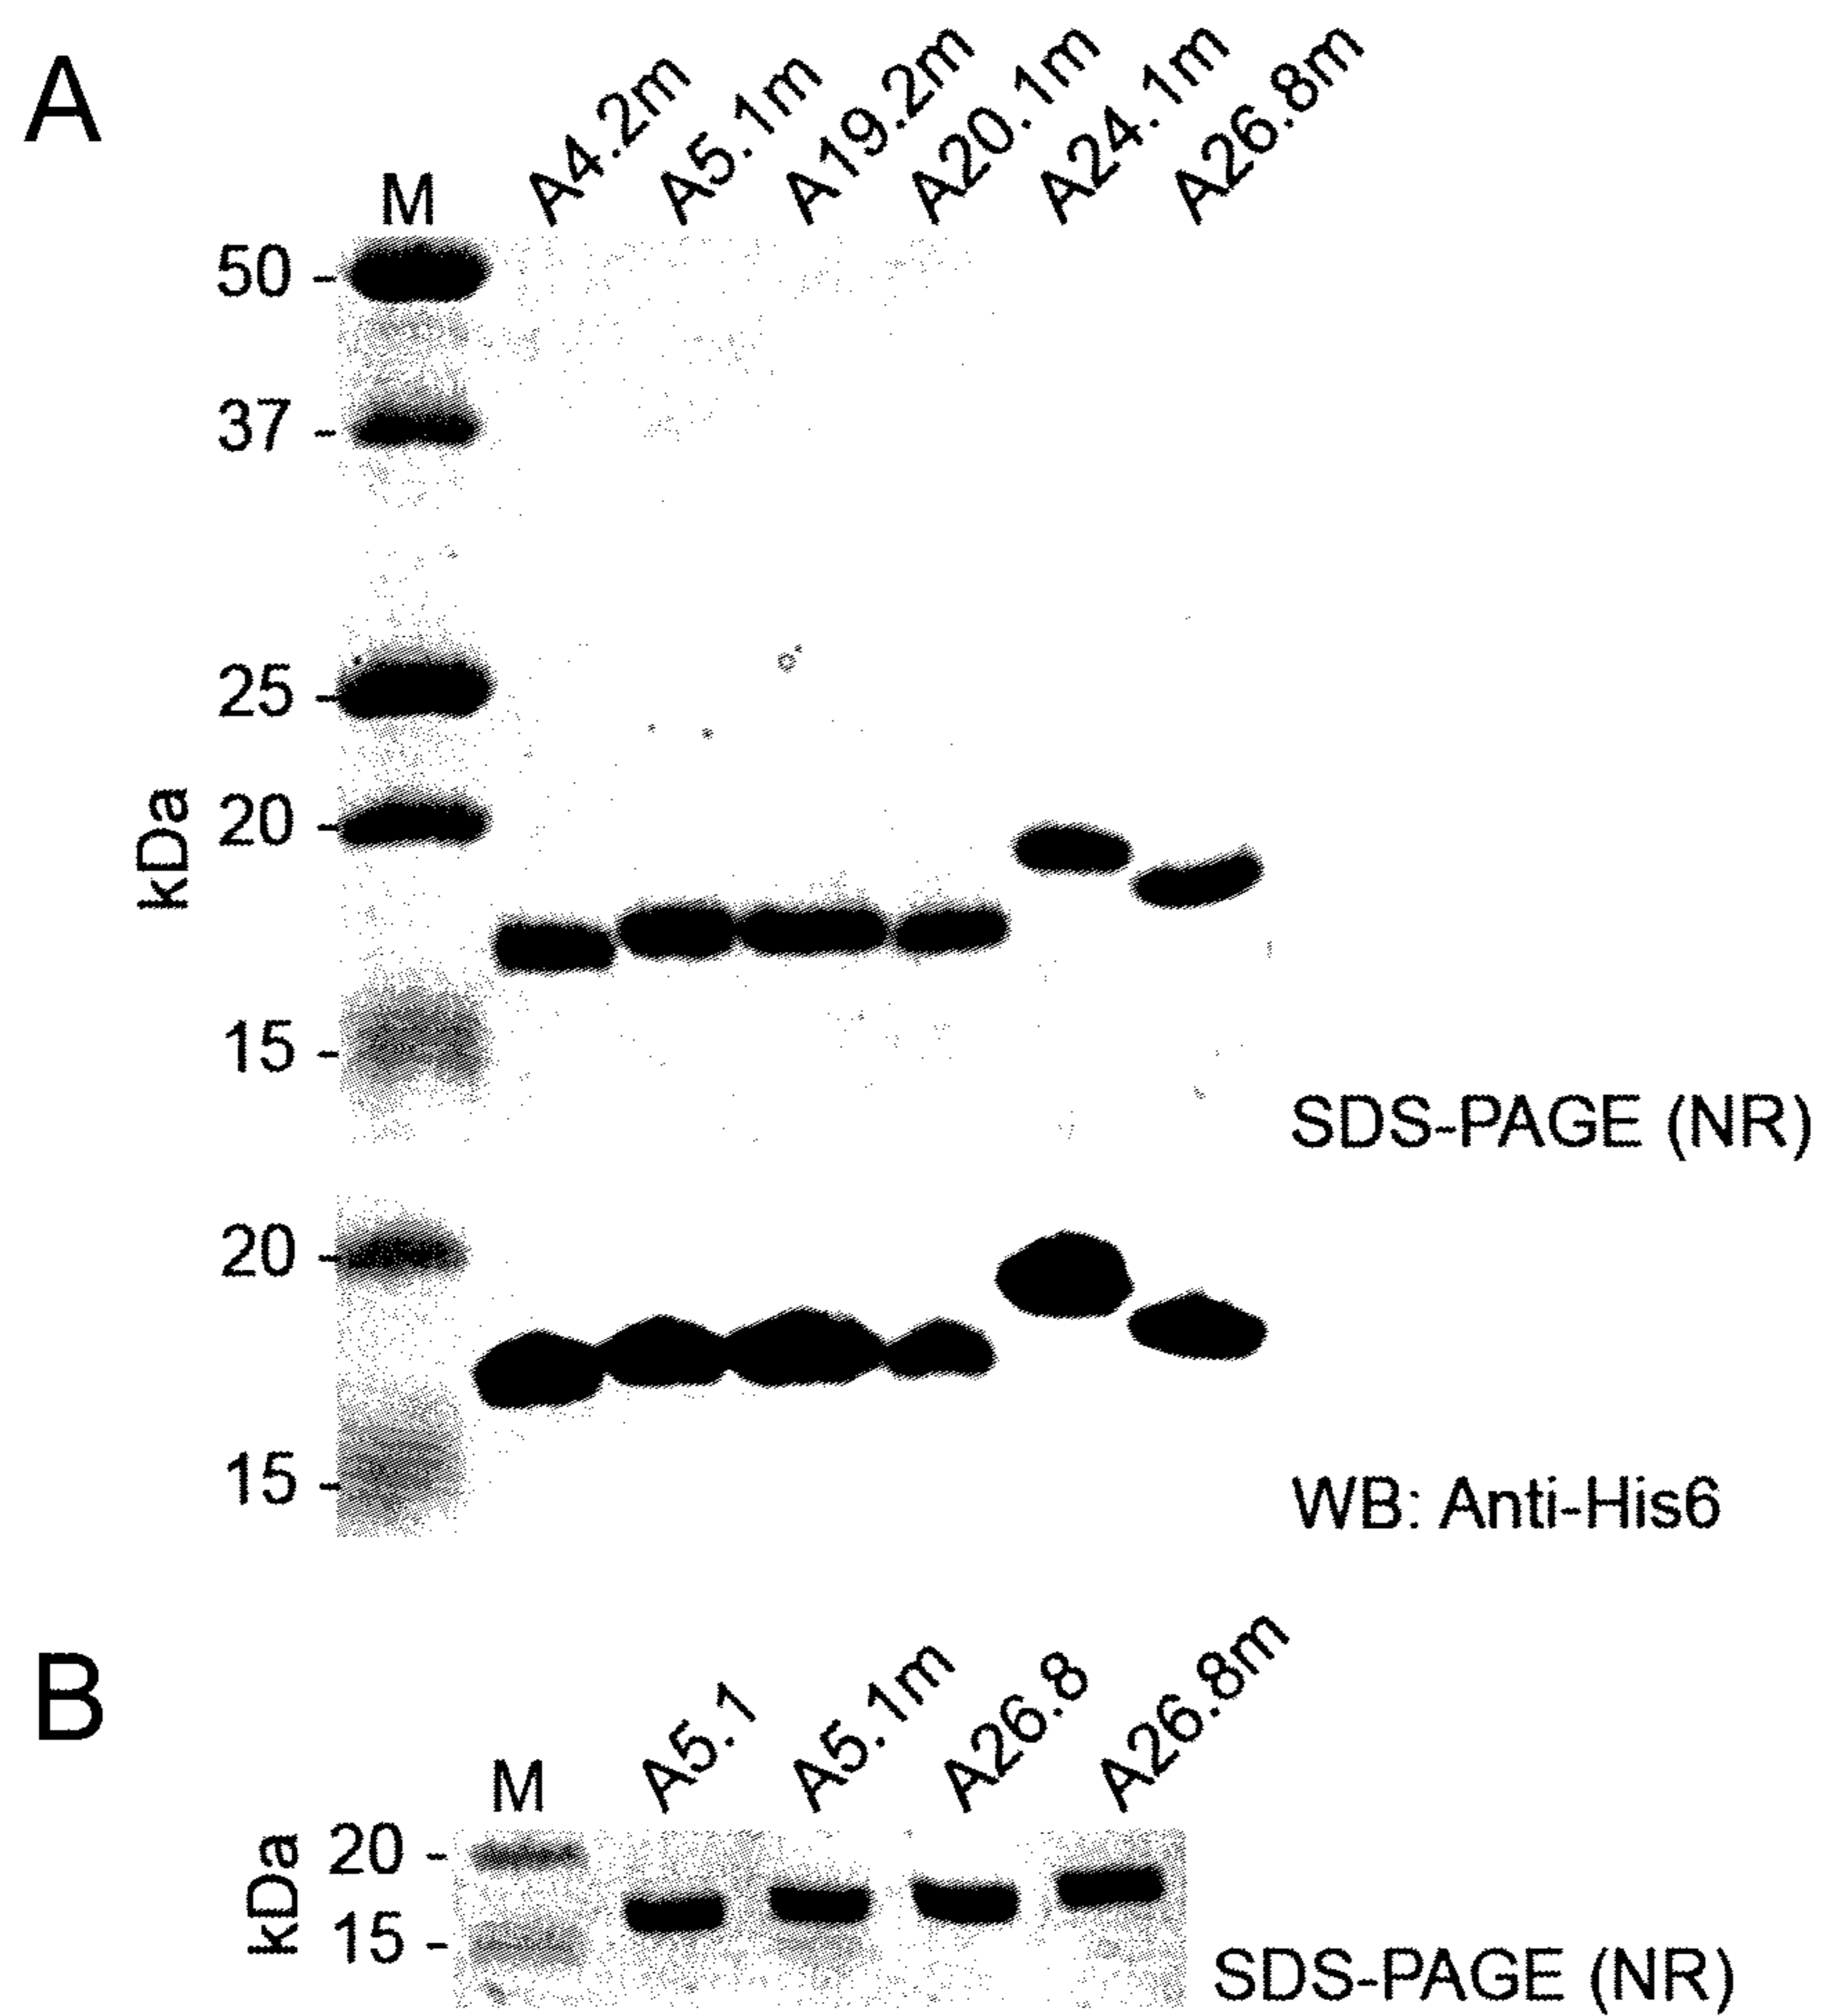 A
M A4.2m A5.1m A19.2m A20.1m A24.1m A26.8m
50 -
37 -
25 -
20 -
15 -
kDa
SDS-PAGE (NR)
20 -
15 -
WB: Anti-His6
B
M A5.1 A5.1m A26.8 A26.8m
20 -
15 -
kDa
SDS-PAGE (NR)